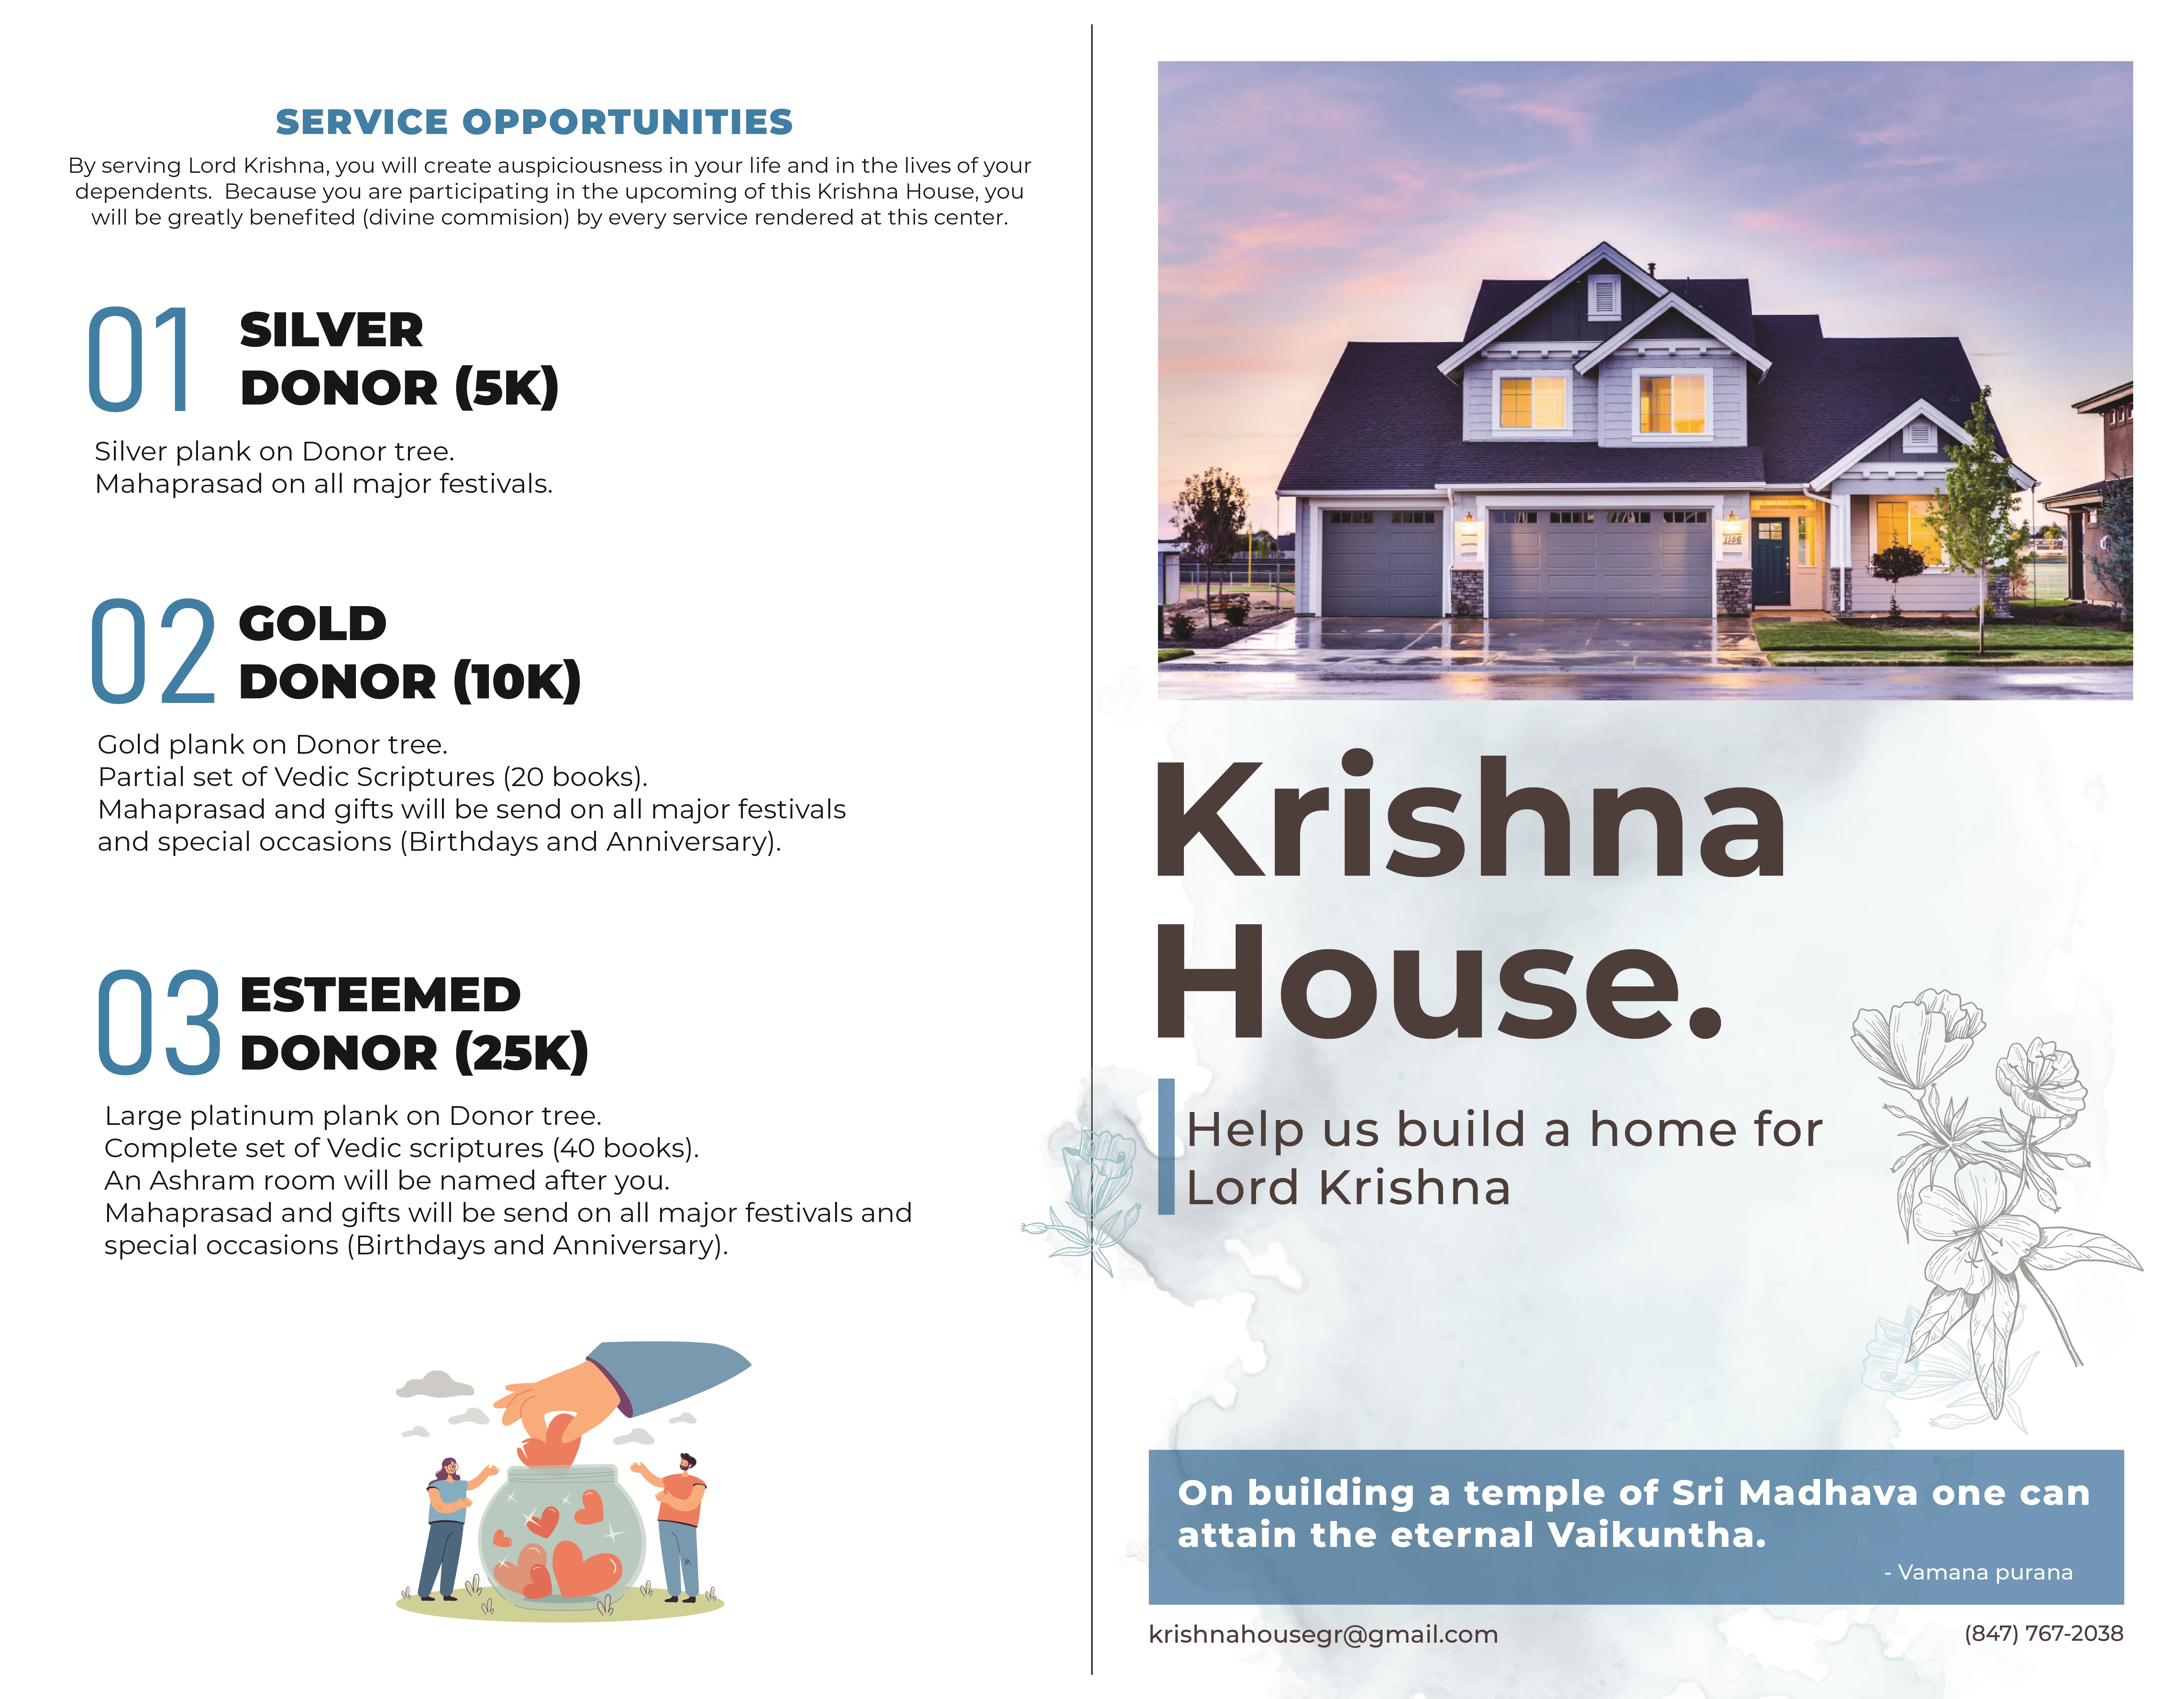 SERVICE OPPORTUNITIES
By serving Lord Krishna, you will create auspiciousness in your life and in the lives of your
dependents.  Because you are participating in the upcoming of this Krishna House, you
will be greatly benefited (divine commision) by every service rendered at this center.
01
SILVER
DONOR (5K)
Silver plank on Donor tree.
Mahaprasad on all major festivals.
02
GOLD
DONOR (10K)
Gold plank on Donor tree.
Partial set of Vedic Scriptures (20 books).
Mahaprasad and gifts will be send on all major festivals
and special occasions (Birthdays and Anniversary).
03
ESTEEMED
DONOR (25K)
Large platinum plank on Donor tree.
Complete set of Vedic scriptures (40 books).
An Ashram room will be named after you.
Mahaprasad and gifts will be send on all major festivals and
special occasions (Birthdays and Anniversary).
1156
Krishna
House.
Help us build a home for
Lord Krishna
On building a temple of Sri Madhava one can
attain the eternal Vaikuntha.
- Vamana purana
krishnahousegr@gmail.com
(847) 767-2038